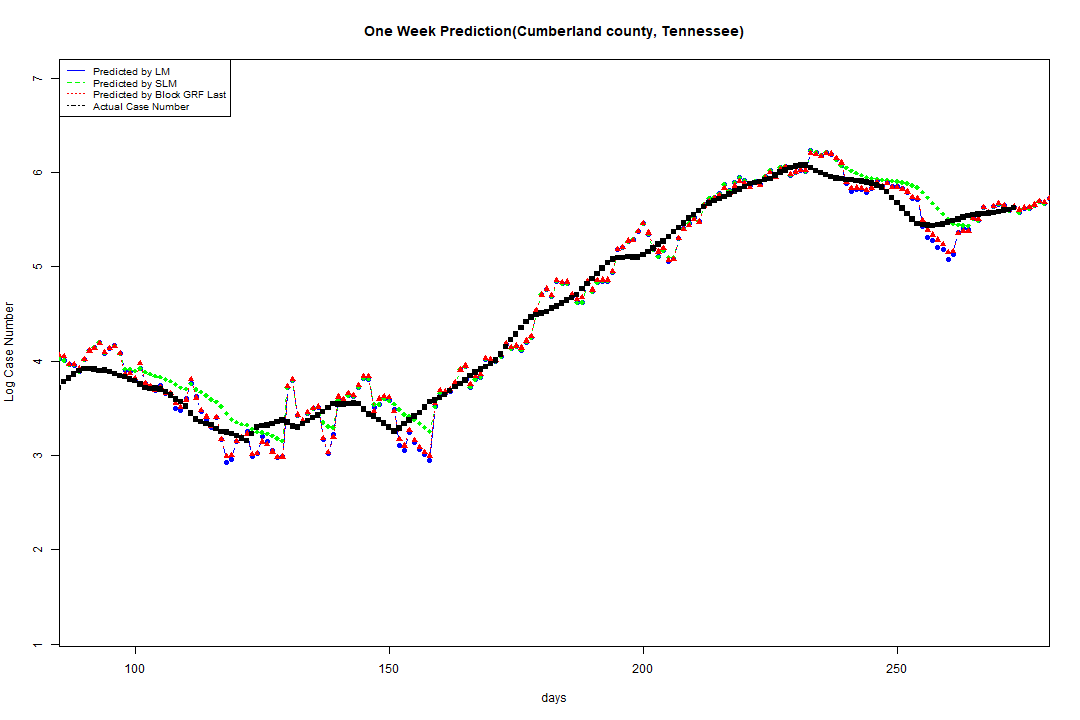 One Week Prediction(Cumberland county, Tennessee)
Predicted by LM
Predicted by SLM
Predicted by Block GRF Last
Actual Case Number
7
6
5
4
3
2
1
Log Case Number
100 150 200 250
days